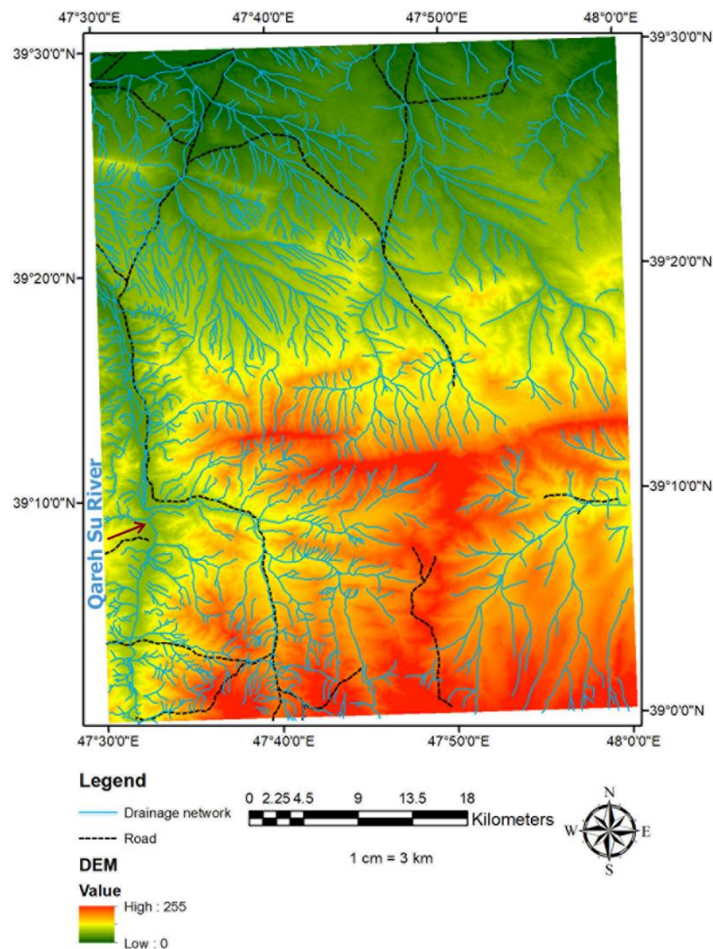 47°30'0"E 47°40'0"E 47°50'0"E 48°0'0"E
39°30'0"N 39°30'0"N
39°20'0"N 39°20'0"N
39°10'0"N 39°10'0"N
Qareh Su River
39°0'0"N 39°0'0"N
47°30'0"E 47°40'0"E 47°50'0"E 48°0'0"E
Legend
Drainage network
Road
DEM
Value
High : 255
Low : 0
0 2.25 4.5 9 13.5 18
Kilometers
1 cm = 3 km
N
W E
S